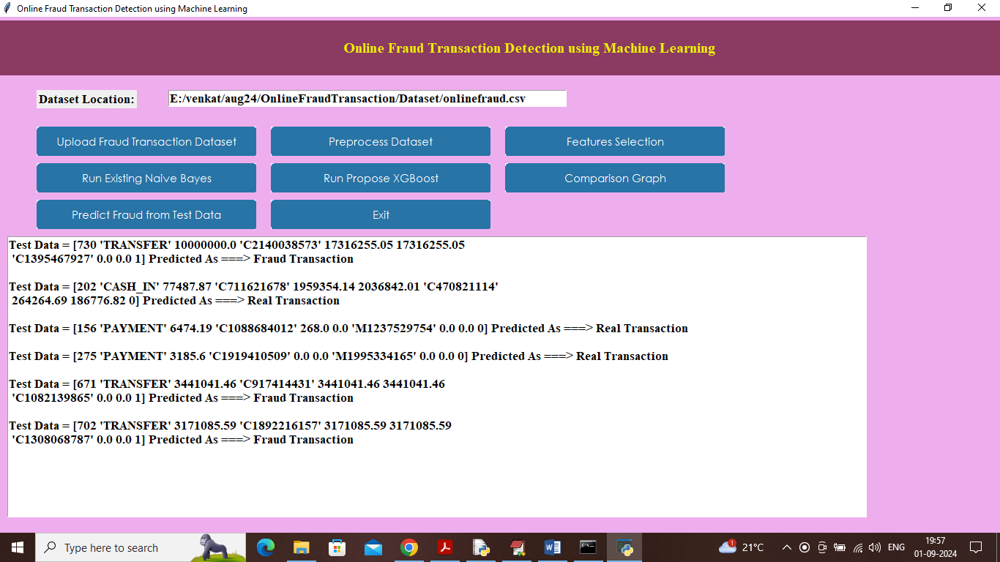 Online Fraud Transaction Detection using Machine Learning
Online Fraud Transaction Detection using Machine Learning
Dataset Location:
E:/venkat/aug24/OnlineFraudTransaction/Dataset/onlinefraud.csv
Upload Fraud Transaction Dataset
Preprocess Dataset
Features Selection
Run Existing Naive Bayes
Run Propose XGBoost
Comparison Graph
Predict Fraud from Test Data
Exit
Test Data = [730 'TRANSFER' 10000000.0 'C2140038573' 17316255.05 17316255.05
'C1395467927' 0.0 0.0 1] Predicted As ===> Fraud Transaction
Test Data = [202 'CASH_IN' 77487.87 'C711621678' 1959354.14 2036842.01 'C470821114'
264264.69 186776.82 0] Predicted As ===> Real Transaction
Test Data = [156 'PAYMENT' 6474.19 'C1088684012' 268.0 0.0 'M1237529754' 0.0 0.0 0] Predicted As ===> Real Transaction
Test Data = [275 'PAYMENT' 3185.6 'C1919410509' 0.0 0.0 'M1995334165' 0.0 0.0 0] Predicted As ===> Real Transaction
Test Data = [671 'TRANSFER' 3441041.46 'C917414431' 3441041.46 3441041.46
'C1082139865' 0.0 0.0 1] Predicted As ===> Fraud Transaction
Test Data = [702 'TRANSFER' 3171085.59 'C1892216157' 3171085.59 3171085.59
'C1308068787' 0.0 0.0 1] Predicted As ===> Fraud Transaction
Type here to search
1
21°C
ENG
19:57
01-09-2024